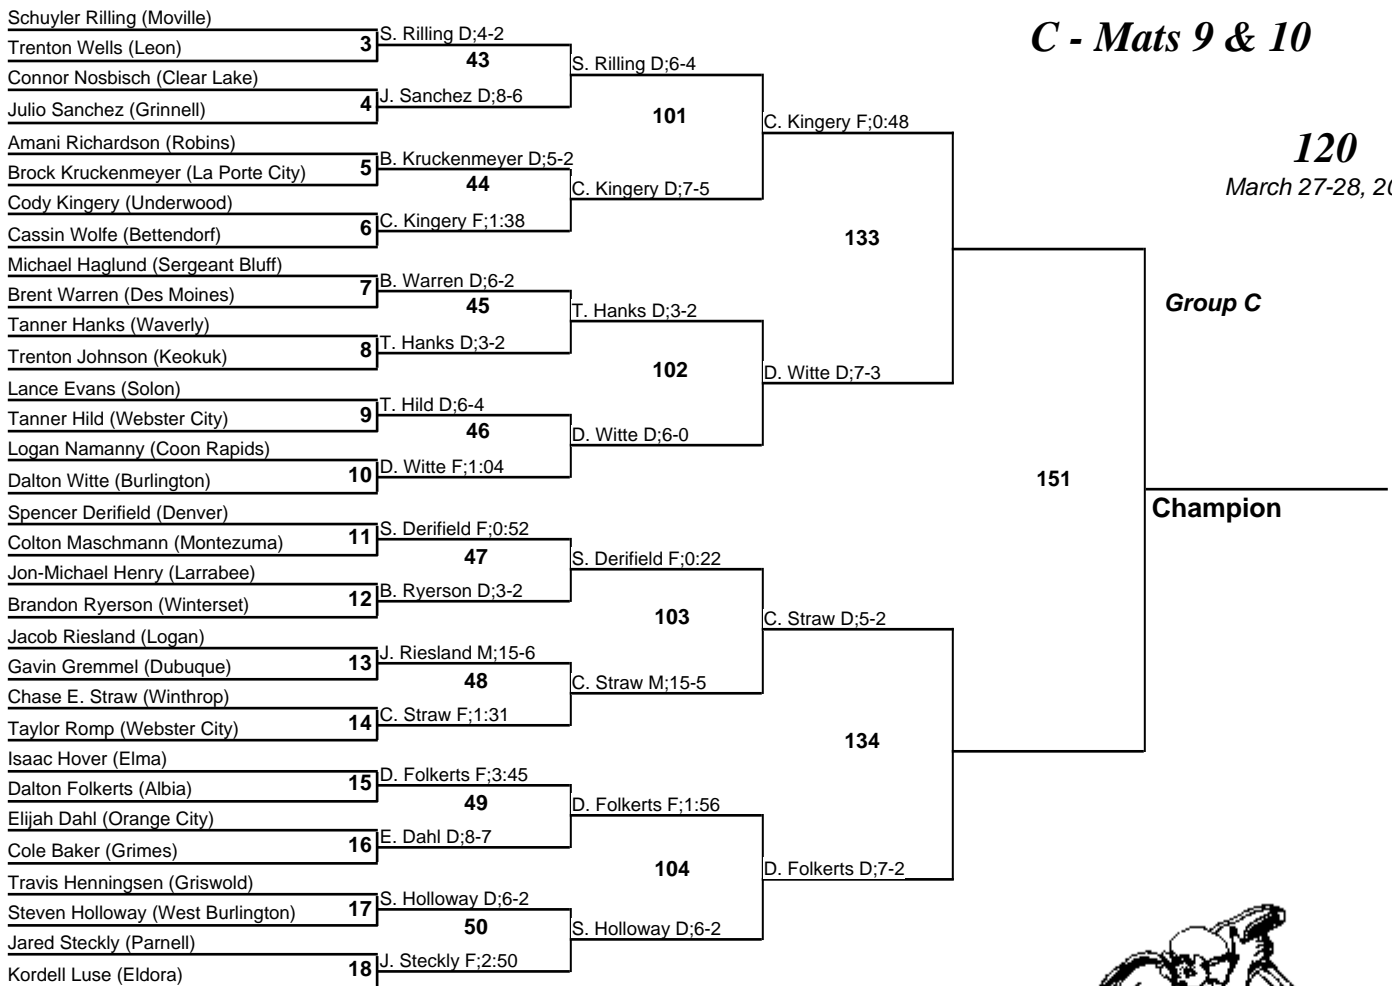 C - Mats 9 & 10
120
March 27-28, 20
Group C
Schuyler Rilling (Moville)
Trenton Wells (Leon)
3
S. Rilling D;4-2
43
Connor Nosbisch (Clear Lake)
Julio Sanchez (Grinnell)
4
J. Sanchez D;8-6
S. Rilling D;6-4
101
Amani Richardson (Robins)
Brock Kruckenmeyer (La Porte City)
5
B. Kruckenmeyer D;5-2
44
Cody Kingery (Underwood)
Cassin Wolfe (Bettendorf)
6
C. Kingery F;1:38
C. Kingery D;7-5
C. Kingery F;0:48
133
Michael Haglund (Sergeant Bluff)
Brent Warren (Des Moines)
7
B. Warren D;6-2
45
Tanner Hanks (Waverly)
Trenton Johnson (Keokuk)
8
T. Hanks D;3-2
T. Hanks D;3-2
102
Lance Evans (Solon)
Tanner Hild (Webster City)
9
T. Hild D;6-4
46
Logan Namanny (Coon Rapids)
Dalton Witte (Burlington)
10
D. Witte F;1:04
D. Witte D;6-0
D. Witte D;7-3
151
Champion
Spencer Derifield (Denver)
Colton Maschmann (Montezuma)
11
S. Derifield F;0:52
47
Jon-Michael Henry (Larrabee)
Brandon Ryerson (Winterset)
12
B. Ryerson D;3-2
S. Derifield F;0:22
103
Jacob Riesland (Logan)
Gavin Gremmel (Dubuque)
13
J. Riesland M;15-6
48
Chase E. Straw (Winthrop)
Taylor Romp (Webster City)
14
C. Straw F;1:31
C. Straw M;15-5
C. Straw D;5-2
134
Isaac Hover (Elma)
Dalton Folkerts (Albia)
15
D. Folkerts F;3:45
49
Elijah Dahl (Orange City)
Cole Baker (Grimes)
16
E. Dahl D;8-7
D. Folkerts F;1:56
104
Travis Henningsen (Griswold)
Steven Holloway (West Burlington)
17
S. Holloway D;6-2
50
Jared Steckly (Parnell)
Kordell Luse (Eldora)
18
J. Steckly F;2:50
S. Holloway D;6-2
D. Folkerts D;7-2